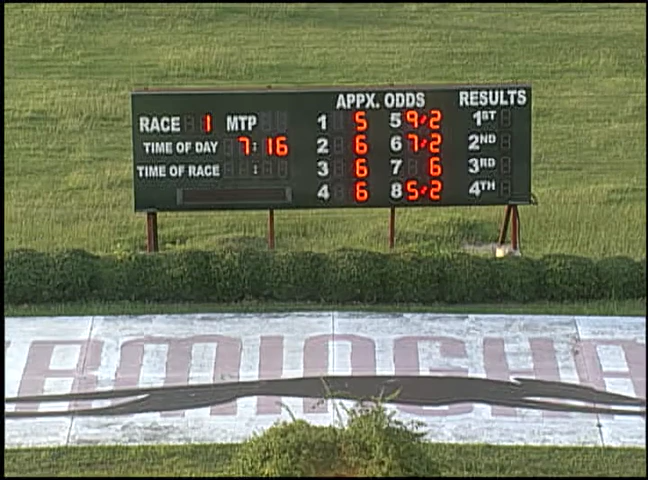 APPX. ODDS RESULTS
RACE 1 MTP 1 5 5 9/2 1ST
TIME OF DAY 7:16 2 6 6 7/2 2ND
TIME OF RACE : 3 6 7 6 3RD
4 6 8 5/2 4TH